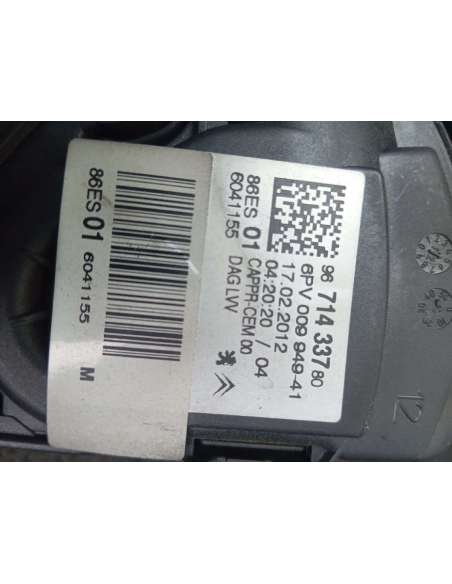 96 714 337 80
6PV 009 949-41
17.02.2012
04:20:20 / 04
86ES 01 CAPPR-CEM 00
6041155 DAG LVV
86ES 01 6041155 M
12